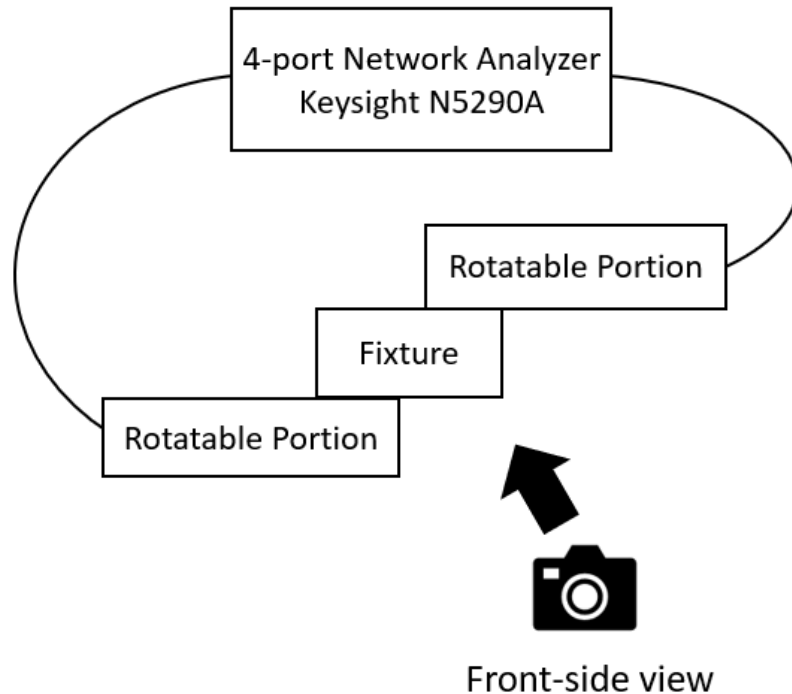 4-port Network Analyzer
Keysight N5290A
Rotatable Portion
Fixture
Rotatable Portion
Front-side view